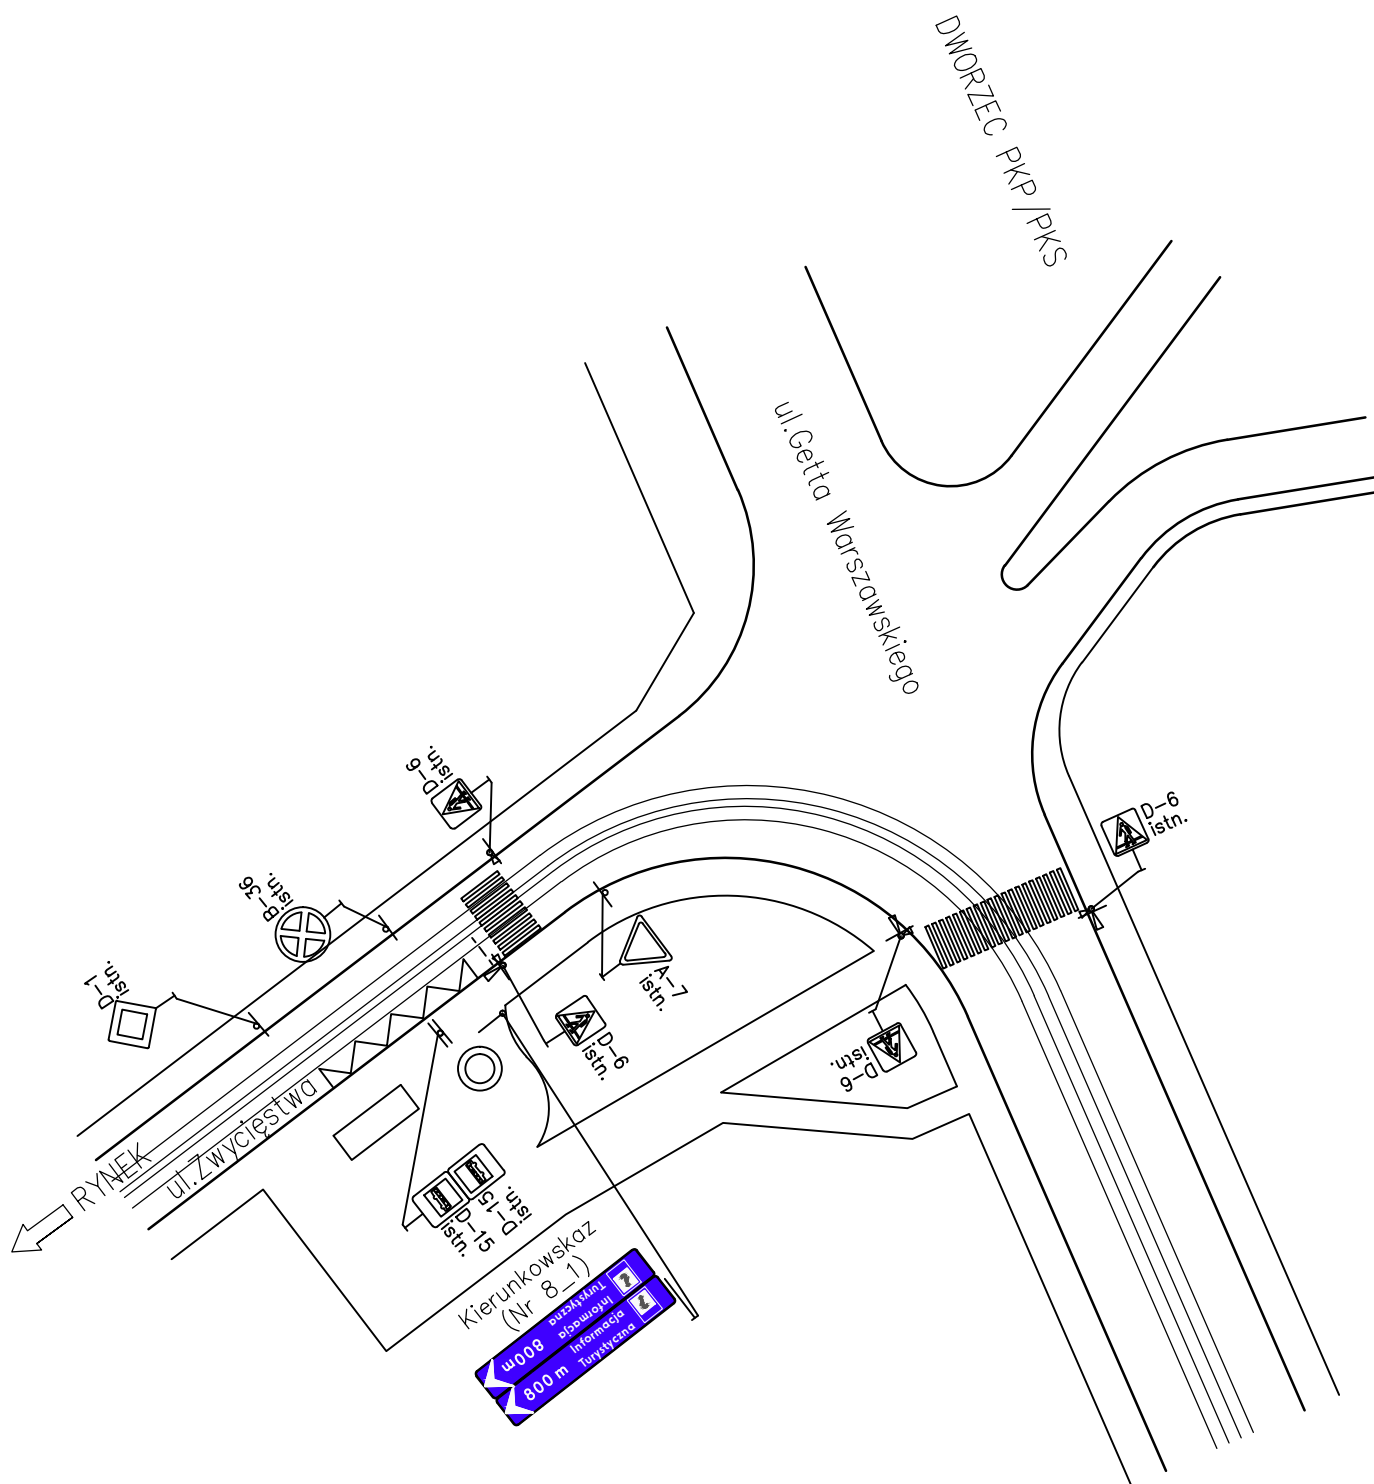 DWORZEC PKP/PKS
ul.Getta Warszawskiego
D-6
istn.
D-6
istn.
B-36
istn.
D-1
istn.
A-7
istn.
D-6
istn.
D-6
istn.
RYNEK
ul.Zwycięstwa
D-15
istn.
D-15
istn.
Kierunkowskaz
(Nr 8_1)
800m
Informacja
Turystyczna
800 m
Informacja
Turystyczna